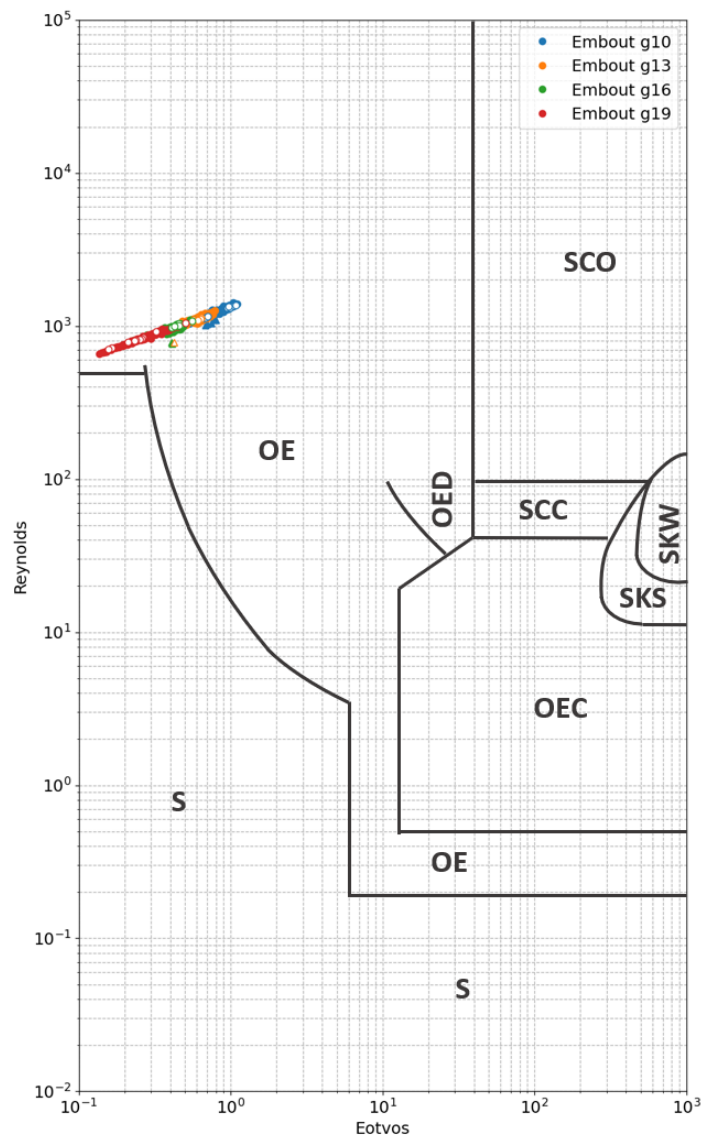 10^5
Embout g10
Embout g13
Embout g16
Embout g19
10^4
SCO
10^3
OE
10^2
OED
SCC
SKW
SKS
10^1
OEC
10^0
S
OE
10^-1
S
10^-2
10^-1 10^0 10^1 10^2 10^3
Reynolds
Eotvos